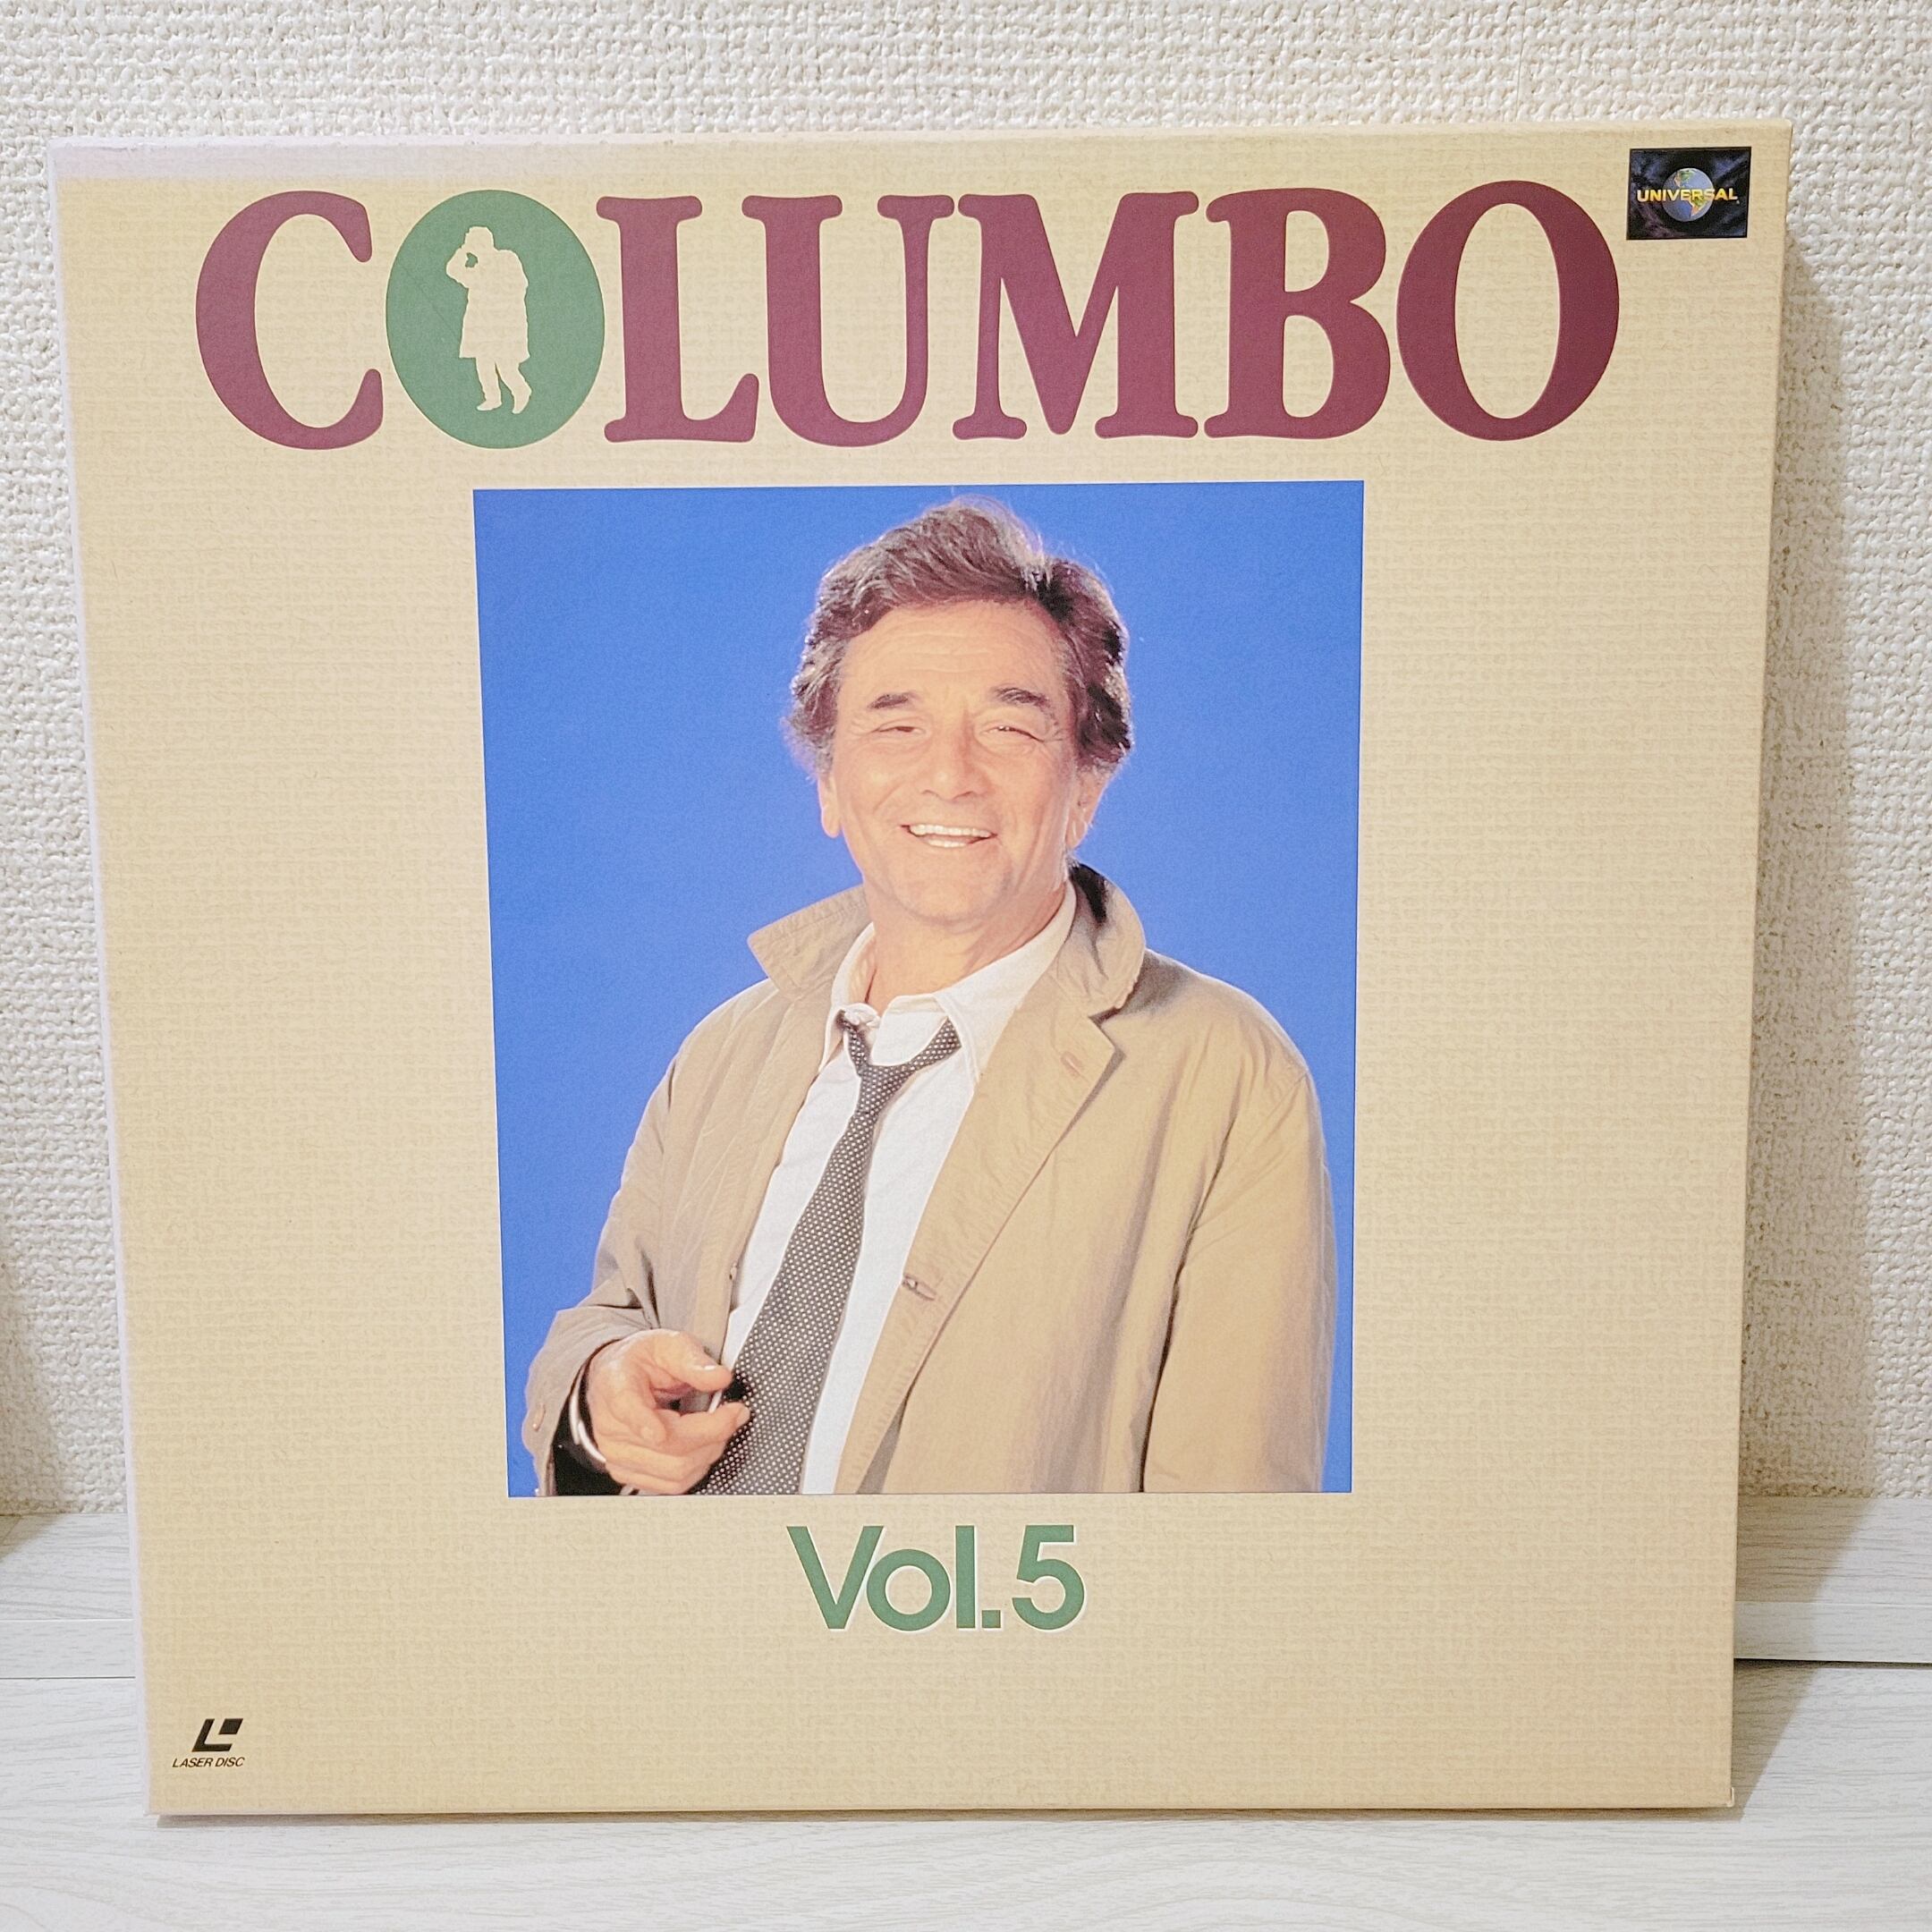 COLUMBO
UNIVERSAL
Vol.5
LASER DISC